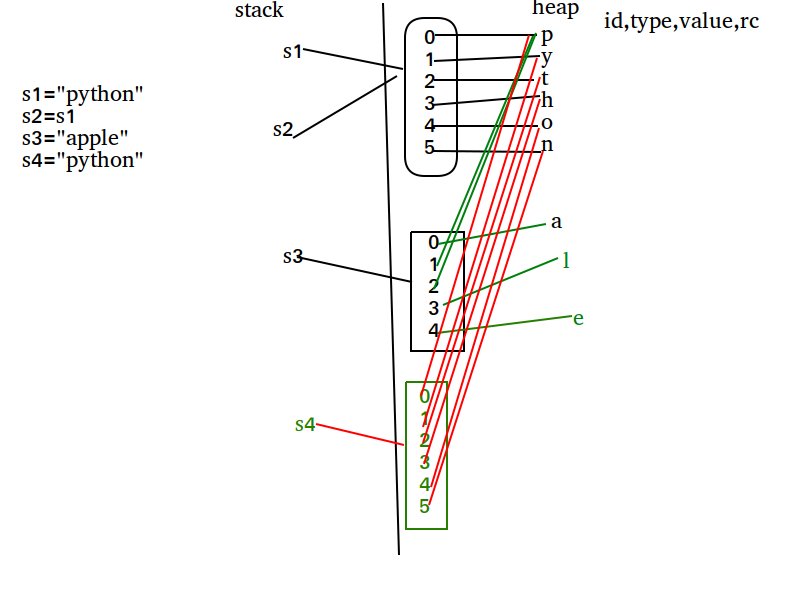 stack
heap
id,type,value,rc
s1
s2
s1="python"
s2=s1
s3="apple"
s4="python"
0
1
2
3
4
5
p
y
t
h
o
n
s3
0
1
2
3
4
a
l
e
s4
0
1
2
3
4
5